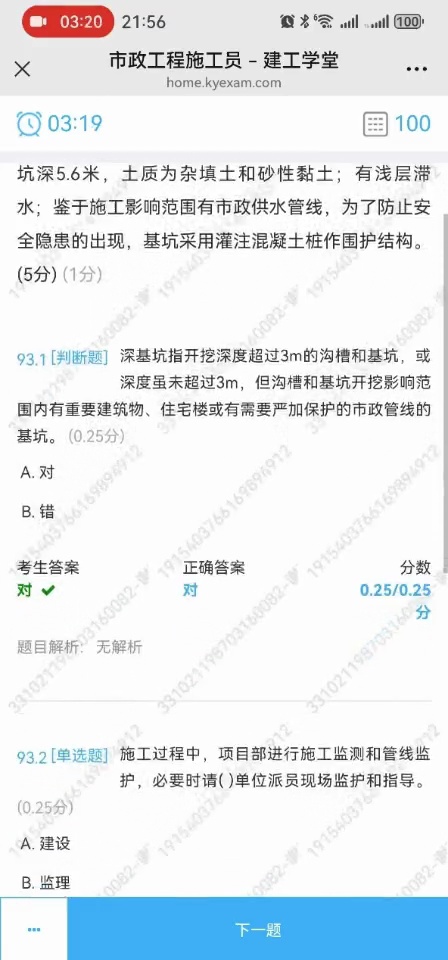 03:20 21:56 100
市政工程施工员 – 建工学堂
home.kyexam.com
03:19 100
坑深5.6米，土质为杂填土和砂性黏土；有浅层滞
水；鉴于施工影响范围有市政供水管线，为了防止安
全隐患的出现，基坑采用灌注混凝土桩作围护结构。
(5分) (1分)
93.1 [判断题] 深基坑指开挖深度超过3m的沟槽和基坑，或
深度虽未超过3m，但沟槽和基坑开挖影响范
围内有重要建筑物、住宅楼或有需要严加保护的市政管线的
基坑。 (0.25分)
A. 对
B. 错
考生答案 正确答案 分数
对 对 0.25/0.25
分
题目解析： 无解析
93.2 [单选题] 施工过程中，项目部进行施工监测和管线监
护，必要时请( )单位派员现场监护和指导。
(0.25分)
A. 建设
B. 监理
下一题